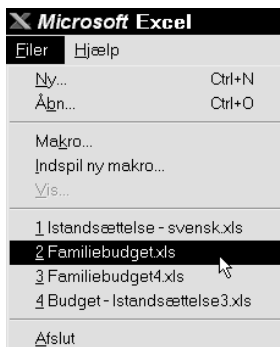 Microsoft Excel
Filer Hjælp
Ny... Ctrl+N
Åbn... Ctrl+O
Makro...
Indspil ny makro...
Vis...
1 Istandsættelse - svensk.xls
2 Familiebudget.xls
3 Familiebudget4.xls
4 Budget - Istandsættelse3.xls
Afslut